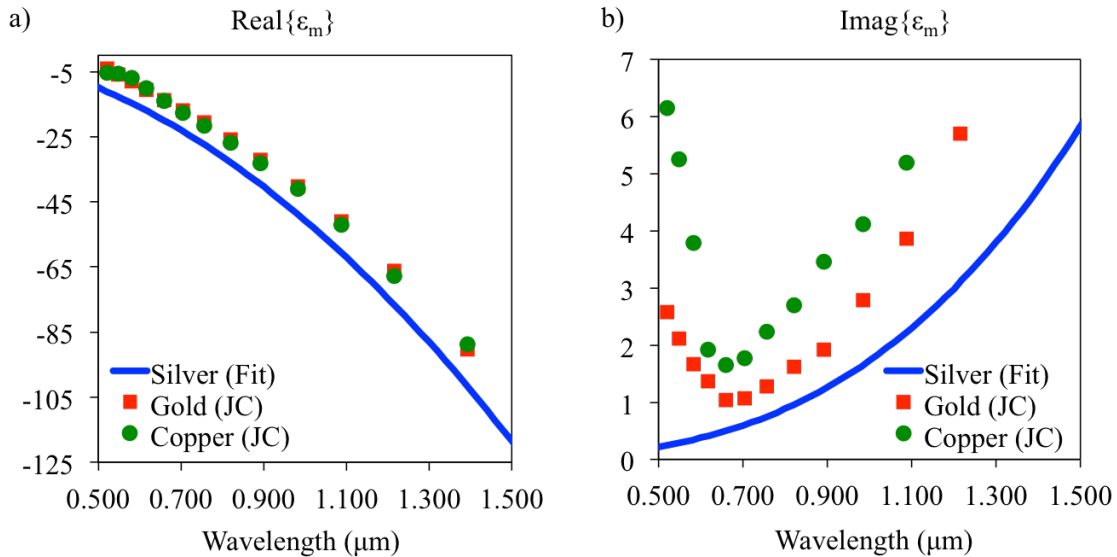 a)
Real{εm}
-5
-25
-45
-65
-85
-105
-125
Silver (Fit)
Gold (JC)
Copper (JC)
0.500 0.700 0.900 1.100 1.300 1.500
Wavelength (μm)
b)
Imag{εm}
7
6
5
4
3
2
1
0
Silver (Fit)
Gold (JC)
Copper (JC)
0.500 0.700 0.900 1.100 1.300 1.500
Wavelength (μm)